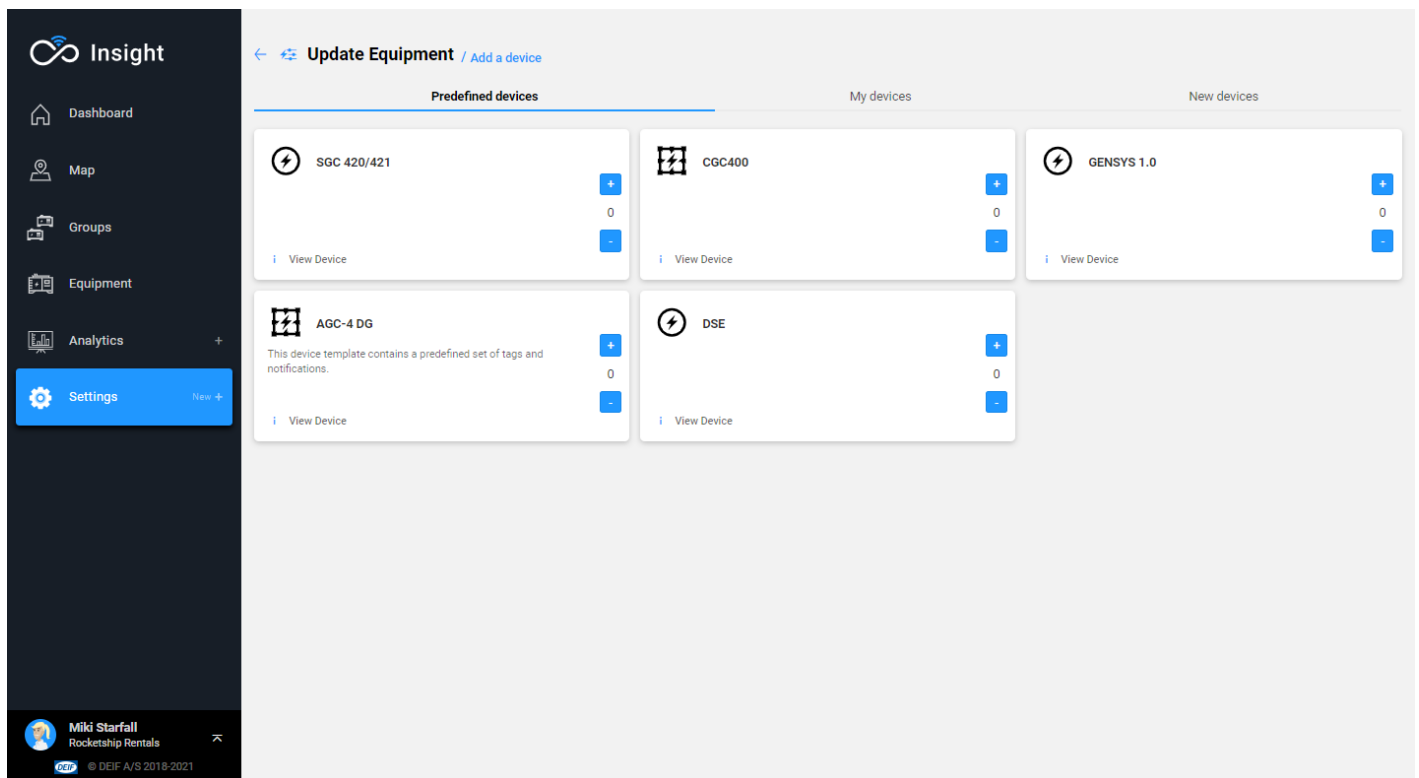 Insight
Dashboard
Map
Groups
Equipment
Analytics +
Settings New +
Miki Starfall
Rocketship Rentals
DEIF © DEIF A/S 2018-2021
← Update Equipment / Add a device
Predefined devices My devices New devices
SGC 420/421
+
0
-
i View Device
CGC400
+
0
-
i View Device
GENSYS 1.0
+
0
-
i View Device
AGC-4 DG
This device template contains a predefined set of tags and
notifications.
+
0
-
i View Device
DSE
+
0
-
i View Device